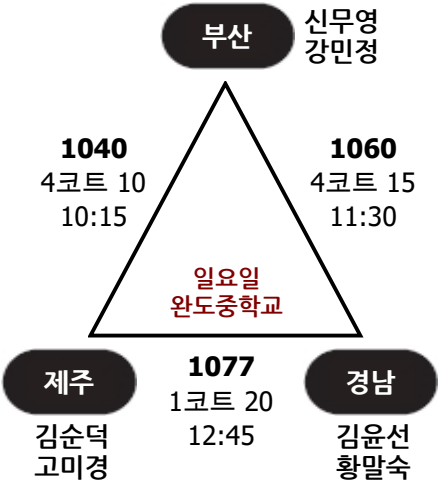 부산
신무영
강민정
1040
4코트 10
10:15
1060
4코트 15
11:30
일요일
완도중학교
제주
김순덕
고미경
1077
1코트 20
12:45
경남
김윤선
황말숙